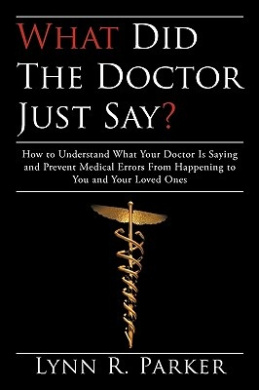 WHAT DID
THE DOCTOR
JUST SAY?
How to Understand What Your Doctor Is Saying
and Prevent Medical Errors From Happening to
You and Your Loved Ones
LYNN R. PARKER